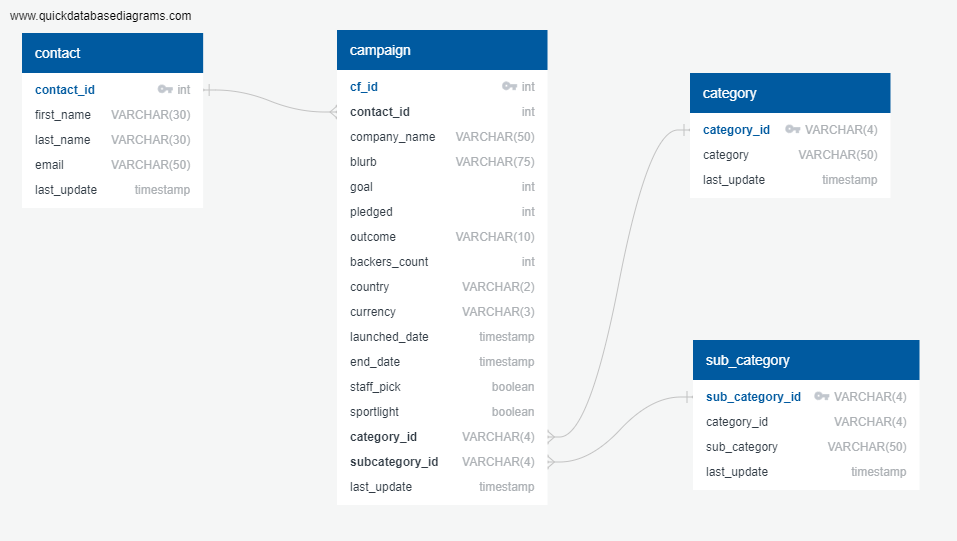 www.quickdatabasediagrams.com
contact
contact_id int
first_name VARCHAR(30)
last_name VARCHAR(30)
email VARCHAR(50)
last_update timestamp
campaign
cf_id int
contact_id int
company_name VARCHAR(50)
blurb VARCHAR(75)
goal int
pledged int
outcome VARCHAR(10)
backers_count int
country VARCHAR(2)
currency VARCHAR(3)
launched_date timestamp
end_date timestamp
staff_pick boolean
sportlight boolean
category_id VARCHAR(4)
subcategory_id VARCHAR(4)
last_update timestamp
category
category_id VARCHAR(4)
category VARCHAR(50)
last_update timestamp
sub_category
sub_category_id VARCHAR(4)
category_id VARCHAR(4)
sub_category VARCHAR(50)
last_update timestamp